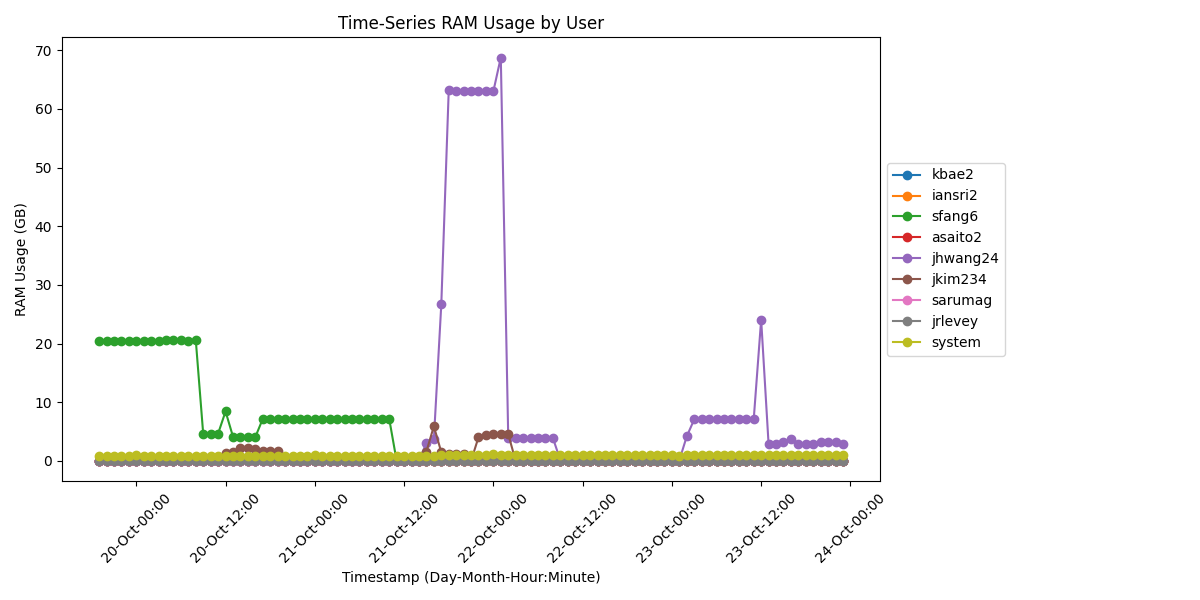 Time-Series RAM Usage by User
RAM Usage (GB)
70
60
50
40
30
20
10
0
20-Oct-00:00
20-Oct-12:00
21-Oct-00:00
21-Oct-12:00
22-Oct-00:00
22-Oct-12:00
23-Oct-00:00
23-Oct-12:00
24-Oct-00:00
Timestamp (Day-Month-Hour:Minute)
kbae2
iansri2
sfang6
asaito2
jhwang24
jkim234
sarumag
jrlevey
system